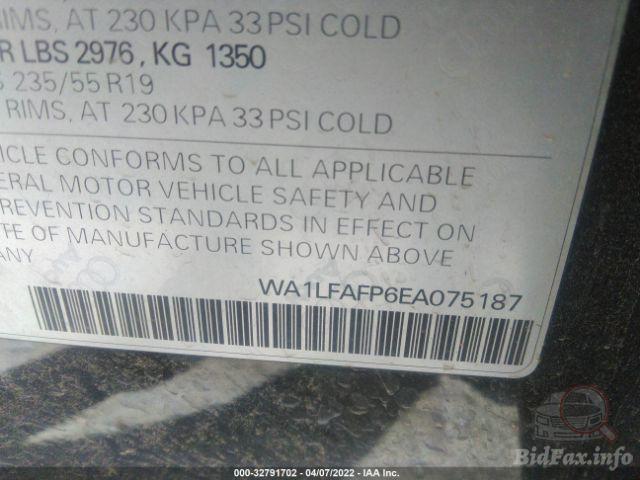 RIMS, AT 230 KPA 33 PSI COLD
R LBS 2976, KG 1350
235/55 R19
RIMS, AT 230 KPA 33 PSI COLD
ICLE CONFORMS TO ALL APPLICABLE
ERAL MOTOR VEHICLE SAFETY AND
REVENTION STANDARDS IN EFFECT ON
TE OF MANUFACTURE SHOWN ABOVE
ANY
WA1LFAFP6EA075187
BidFax.info
000-32791702 - 04/07/2022 - IAA Inc.